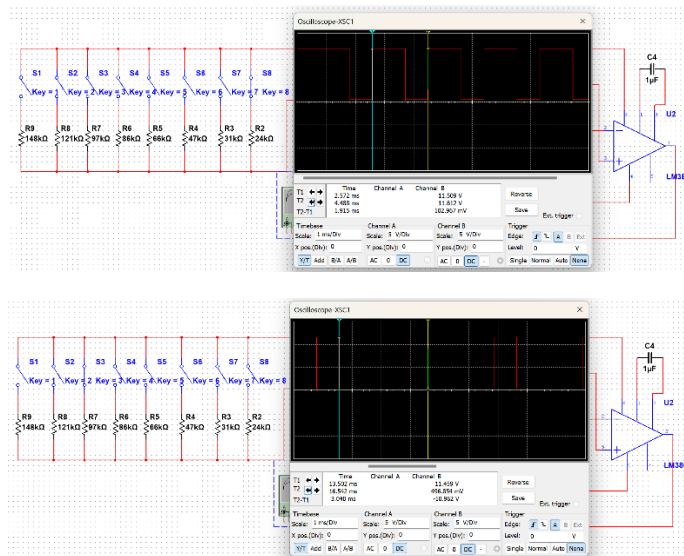 Oscilloscope-XSC1
S1 S2 S3 S4 S5 S6 S7 S8
Key = 1 Key = 2 Key = 3 Key = 4 Key = 5 Key = 6 Key = 7 Key = 8
R9 R8 R7 R6 R5 R4 R3 R2
148kΩ 121kΩ 97kΩ 86kΩ 66kΩ 47kΩ 31kΩ 24kΩ
C4
1µF
U2
LM38
Time Channel A Channel B
T1 2.572 ms 11.509 V
T2 4.488 ms 11.612 V
T2-T1 1.915 ms 102.967 mV
Reverse
Save
Ext. trigger
Timebase Channel A Channel B Trigger
Scale: 1 ms/Div Scale: 5 V/Div Scale: 5 V/Div Edge: A B Ext
X pos.(Div): 0 Y pos.(Div): 0 Y pos.(Div): 0 Level: 0 V
Y/T Add B/A A/B AC 0 DC AC 0 DC - Single Normal Auto None
Oscilloscope-XSC1
S1 S2 S3 S4 S5 S6 S7 S8
Key = 1 Key = 2 Key = 3 Key = 4 Key = 5 Key = 6 Key = 7 Key = 8
R9 R8 R7 R6 R5 R4 R3 R2
148kΩ 121kΩ 97kΩ 86kΩ 66kΩ 47kΩ 31kΩ 24kΩ
C4
1µF
U2
LM38
Time Channel A Channel B
T1 13.502 ms 11.459 V
T2 16.542 ms 496.894 mV
T2-T1 3.040 ms -10.962 V
Reverse
Save
Ext. trigger
Timebase Channel A Channel B Trigger
Scale: 1 ms/Div Scale: 5 V/Div Scale: 5 V/Div Edge: A B Ext
X pos.(Div): 0 Y pos.(Div): 0 Y pos.(Div): 0 Level: 0 V
Y/T Add B/A A/B AC 0 DC AC 0 DC - Single Normal Auto None